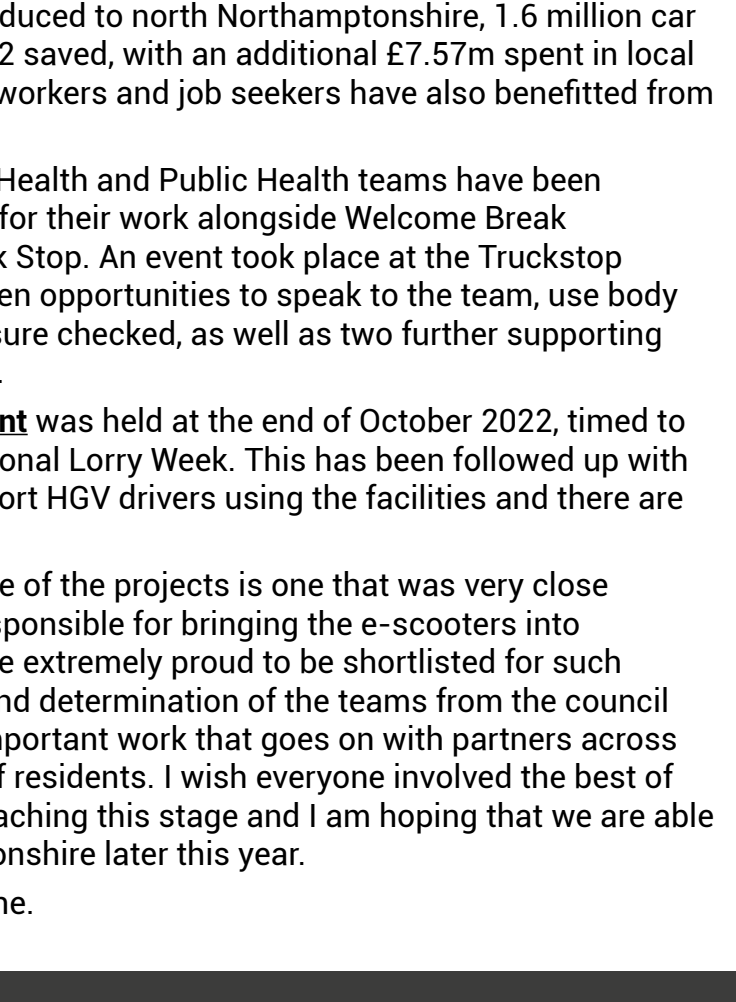 duced to north Northamptonshire, 1.6 million car
2 saved, with an additional £7.57m spent in local
workers and job seekers have also benefitted from
Health and Public Health teams have been
for their work alongside Welcome Break
k Stop. An event took place at the Truckstop
en opportunities to speak to the team, use body
sure checked, as well as two further supporting
.
nt was held at the end of October 2022, timed to
onal Lorry Week. This has been followed up with
ort HGV drivers using the facilities and there are
e of the projects is one that was very close
sponsible for bringing the e-scooters into
e extremely proud to be shortlisted for such
nd determination of the teams from the council
mportant work that goes on with partners across
f residents. I wish everyone involved the best of
aching this stage and I am hoping that we are able
onshire later this year.
ne.